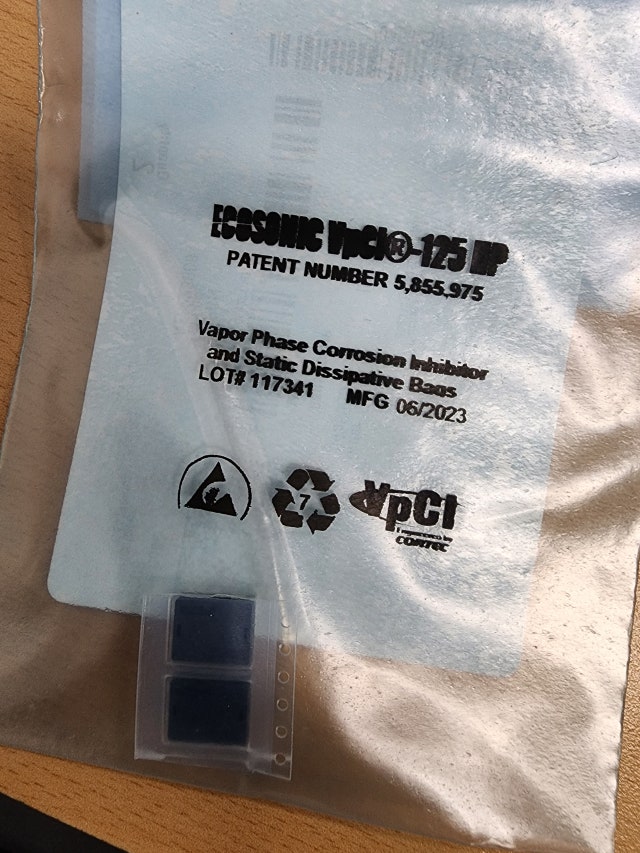 ECOSONIC VpCI®-125 HP
PATENT NUMBER 5,855,975
Vapor Phase Corrosion Inhibitor
and Static Dissipative Bags
LOT# 117341 MFG 06/2023
7
VpCI
CORTEC